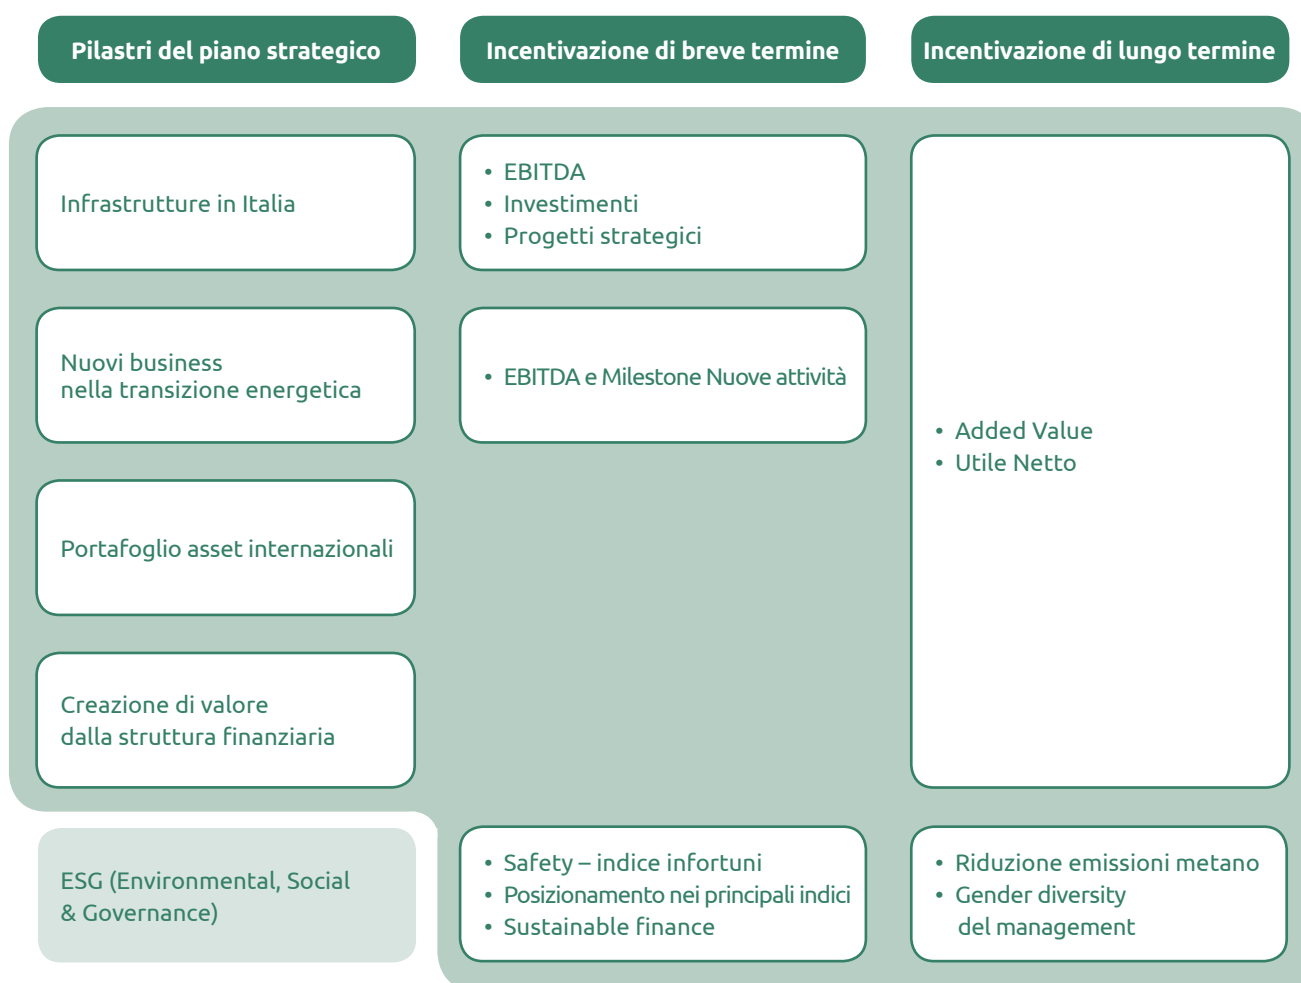 Pilastri del piano strategico
Incentivazione di breve termine
Incentivazione di lungo termine
Infrastrutture in Italia
• EBITDA
• Investimenti
• Progetti strategici
Nuovi business
nella transizione energetica
• EBITDA e Milestone Nuove attività
• Added Value
• Utile Netto
Portafoglio asset internazionali
Creazione di valore
dalla struttura finanziaria
ESG (Environmental, Social
& Governance)
• Safety – indice infortuni
• Posizionamento nei principali indici
• Sustainable finance
• Riduzione emissioni metano
• Gender diversity
del management